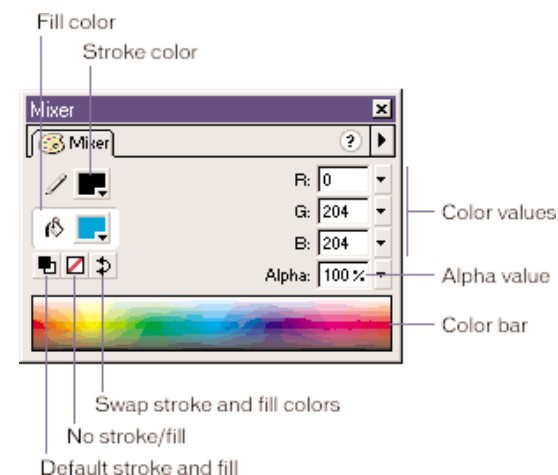 Fill color
Stroke color
Mixer
Mixer
?
R: 0
G: 204
B: 204
Color values
Alpha: 100 %
Alpha value
Color bar
Swap stroke and fill colors
No stroke/fill
Default stroke and fill